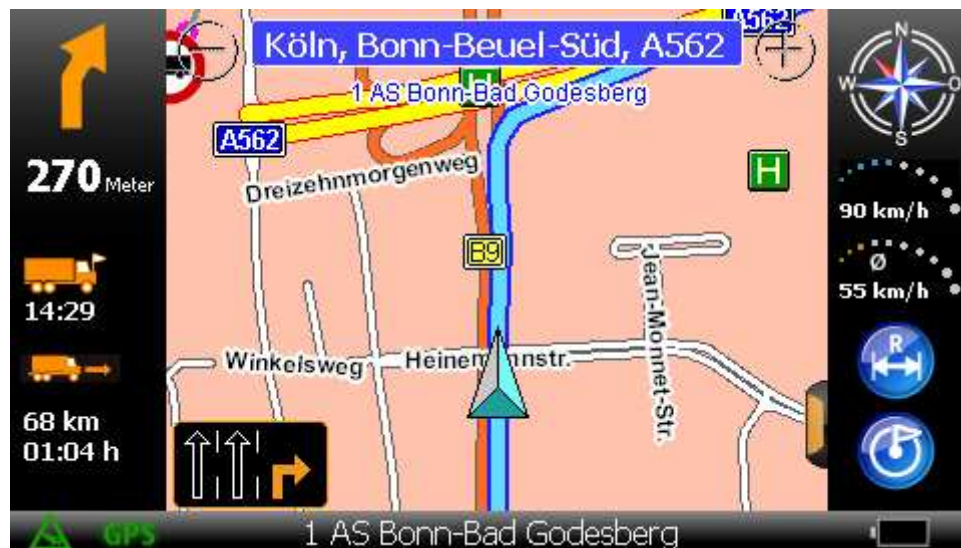 Köln, Bonn-Beuel-Süd, A562
A562
1 AS Bonn-Bad Godesberg
H
A562
Dreizehnmorgenweg
H
B9
Jean-Monnet-Str.
Winkelsweg
270 Meter
14:29
68 km
01:04 h
N
W
O
S
90 km/h
Ø
55 km/h
R
GPS
1 AS Bonn-Bad Godesberg